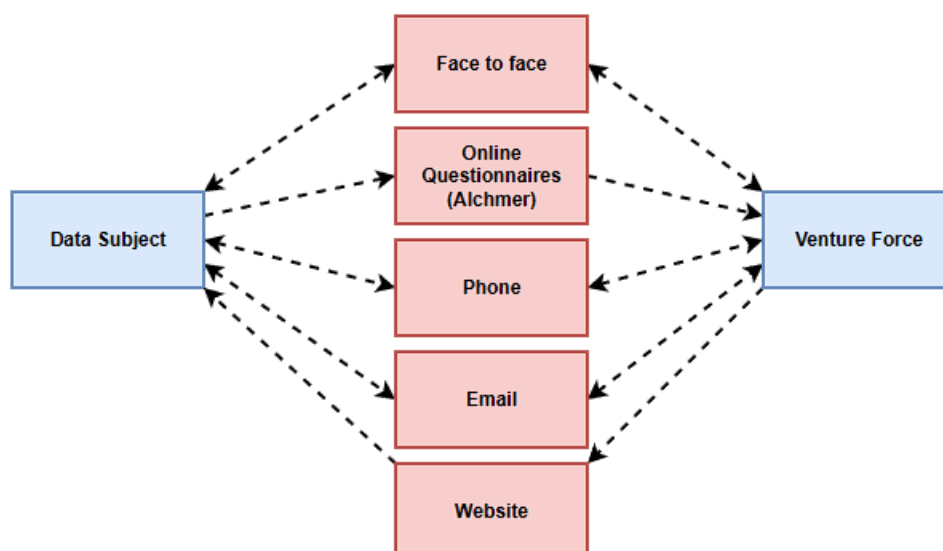 Face to face
Online
Questionnaires
(Alchmer)
Data Subject
Venture Force
Phone
Email
Website